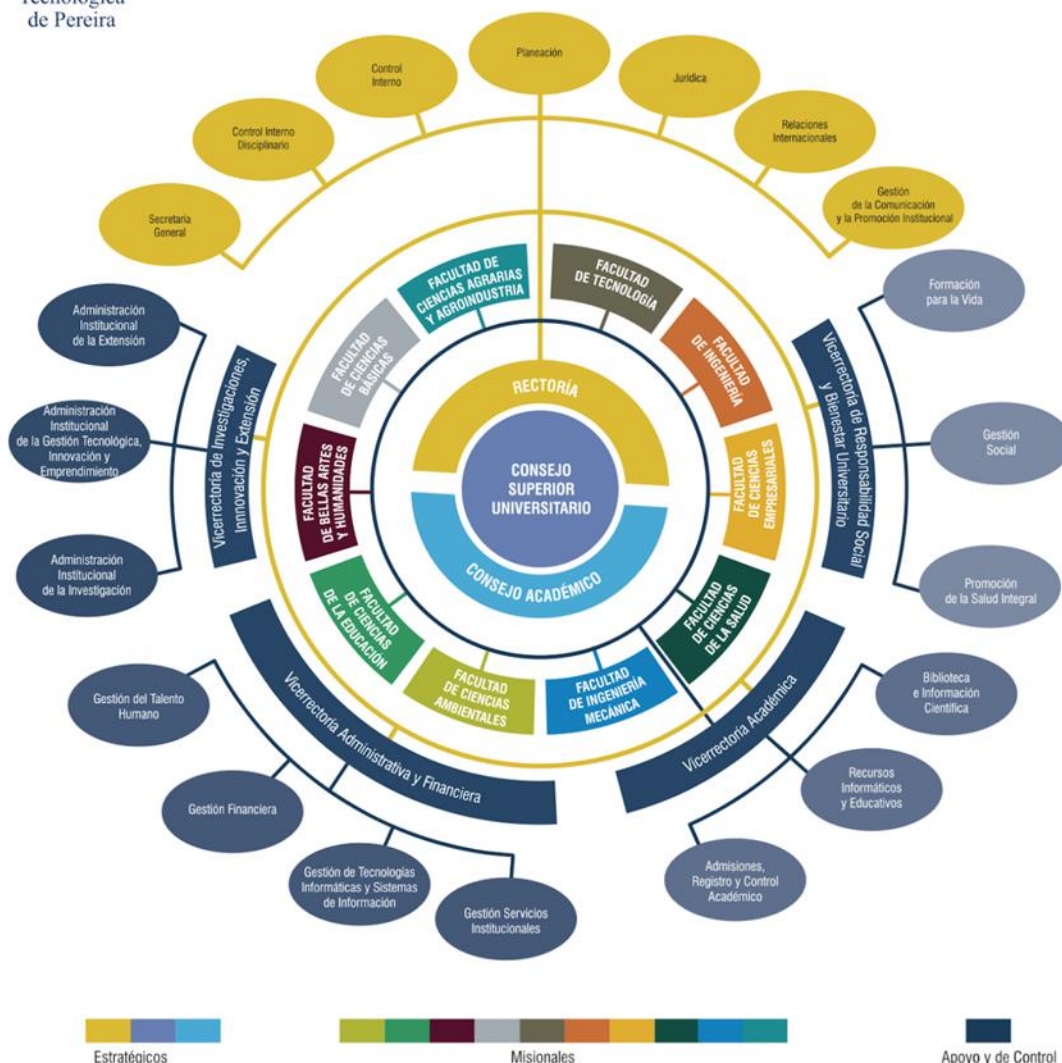 de Pereira
Planeación
Control
Interno
Jurídica
Control Interno
Disciplinario
Relaciones
Internacionales
Secretaria
General
Gestión
de la Comunicación
y la Promoción Institucional
FACULTAD DE
CIENCIAS AGRARIAS
Y AGROINDUSTRIA
FACULTAD
DE TECNOLOGÍA
FACULTAD
DE CIENCIAS
BÁSICAS
FACULTAD
DE INGENIERÍA
FACULTAD
DE BELLAS ARTES
Y HUMANIDADES
FACULTAD
DE CIENCIAS
EMPRESARIALES
FACULTAD
DE CIENCIAS
DE LA EDUCACIÓN
FACULTAD
DE CIENCIAS
DE LA SALUD
FACULTAD
DE CIENCIAS
AMBIENTALES
FACULTAD
DE INGENIERÍA
MECÁNICA
RECTORÍA
CONSEJO
SUPERIOR
UNIVERSITARIO
CONSEJO ACADÉMICO
Administración
Institucional
de la Extensión
Administración
Institucional
de la Gestión Tecnológica,
Innovación y
Emprendimiento
Administración
Institucional
de la Investigación
Vicerrectoría de Investigaciones,
Innnovación y Extensión
Vicerrectoría de Responsabilidad Social
y Bienestar Universitario
Formación
para la Vida
Gestión
Social
Promoción
de la Salud Integral
Vicerrectoría Administrativa y Financiera
Gestión del Talento
Humano
Gestión Financiera
Gestión de Tecnologías
Informáticas y Sistemas
de Información
Gestión Servicios
Institucionales
Vicerrectoría Académica
Biblioteca
e Información
Científica
Recursos
Informáticos
y Educativos
Admisiones,
Registro y Control
Académico
Estratégicos
Misionales
Apoyo y de Control